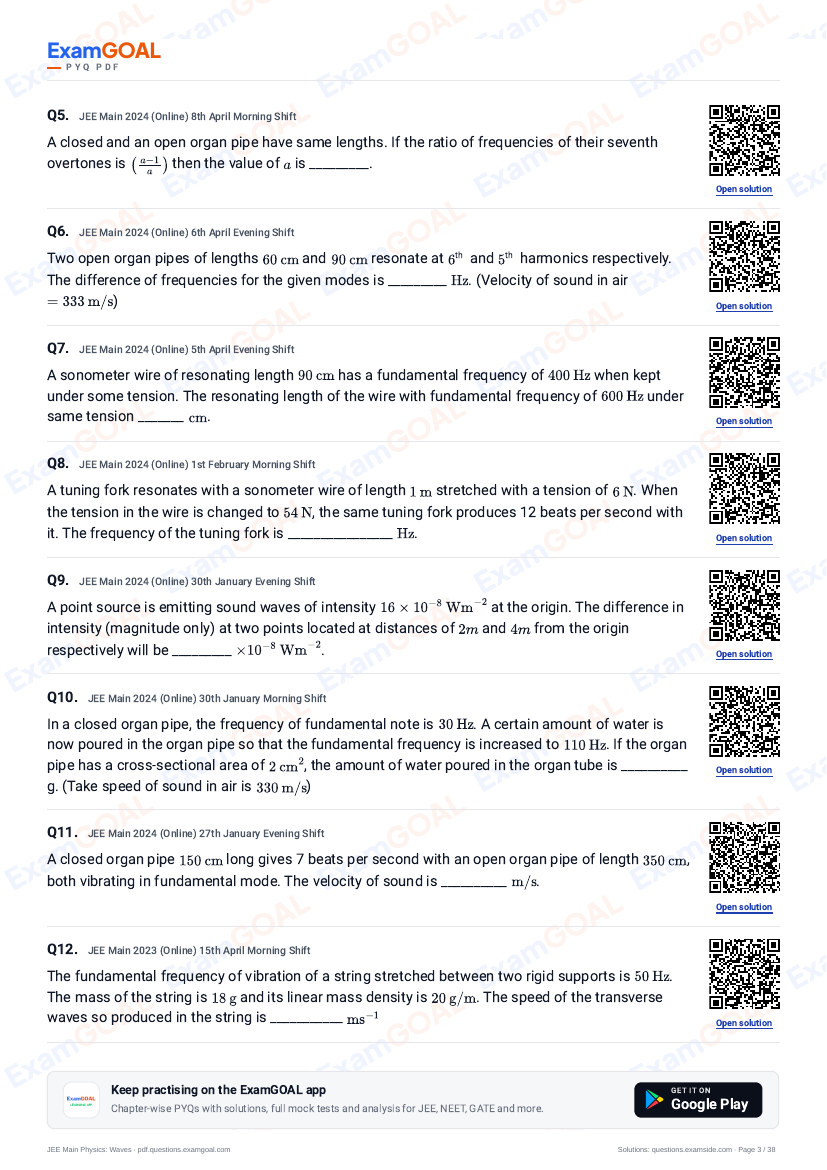 ExamGOAL
PYQ PDF
Q5. JEE Main 2024 (Online) 8th April Morning Shift
A closed and an open organ pipe have same lengths. If the ratio of frequencies of their seventh
overtones is $\left(\frac{a-1}{a}\right)$ then the value of $a$ is ________.
Open solution
Q6. JEE Main 2024 (Online) 6th April Evening Shift
Two open organ pipes of lengths 60 cm and 90 cm resonate at 6th and 5th harmonics respectively.
The difference of frequencies for the given modes is ________ Hz. (Velocity of sound in air
= 333 m/s)
Open solution
Q7. JEE Main 2024 (Online) 5th April Evening Shift
A sonometer wire of resonating length 90 cm has a fundamental frequency of 400 Hz when kept
under some tension. The resonating length of the wire with fundamental frequency of 600 Hz under
same tension ______ cm.
Open solution
Q8. JEE Main 2024 (Online) 1st February Morning Shift
A tuning fork resonates with a sonometer wire of length 1 m stretched with a tension of 6 N. When
the tension in the wire is changed to 54 N, the same tuning fork produces 12 beats per second with
it. The frequency of the tuning fork is ______________ Hz.
Open solution
Q9. JEE Main 2024 (Online) 30th January Evening Shift
A point source is emitting sound waves of intensity $16 \times 10^{-8}$ Wm$^{-2}$ at the origin. The difference in
intensity (magnitude only) at two points located at distances of 2m and 4m from the origin
respectively will be ________ $\times 10^{-8}$ Wm$^{-2}$.
Open solution
Q10. JEE Main 2024 (Online) 30th January Morning Shift
In a closed organ pipe, the frequency of fundamental note is 30 Hz. A certain amount of water is
now poured in the organ pipe so that the fundamental frequency is increased to 110 Hz. If the organ
pipe has a cross-sectional area of 2 cm$^2$, the amount of water poured in the organ tube is _________
g. (Take speed of sound in air is 330 m/s)
Open solution
Q11. JEE Main 2024 (Online) 27th January Evening Shift
A closed organ pipe 150 cm long gives 7 beats per second with an open organ pipe of length 350 cm,
both vibrating in fundamental mode. The velocity of sound is _________ m/s.
Open solution
Q12. JEE Main 2023 (Online) 15th April Morning Shift
The fundamental frequency of vibration of a string stretched between two rigid supports is 50 Hz.
The mass of the string is 18 g and its linear mass density is 20 g/m. The speed of the transverse
waves so produced in the string is __________ ms$^{-1}$
Open solution
ExamGOAL
Keep practising on the ExamGOAL app
Chapter-wise PYQs with solutions, full mock tests and analysis for JEE, NEET, GATE and more.
GET IT ON
Google Play
JEE Main Physics: Waves · pdf.questions.examgoal.com
Solutions: questions.examside.com · Page 3 / 38